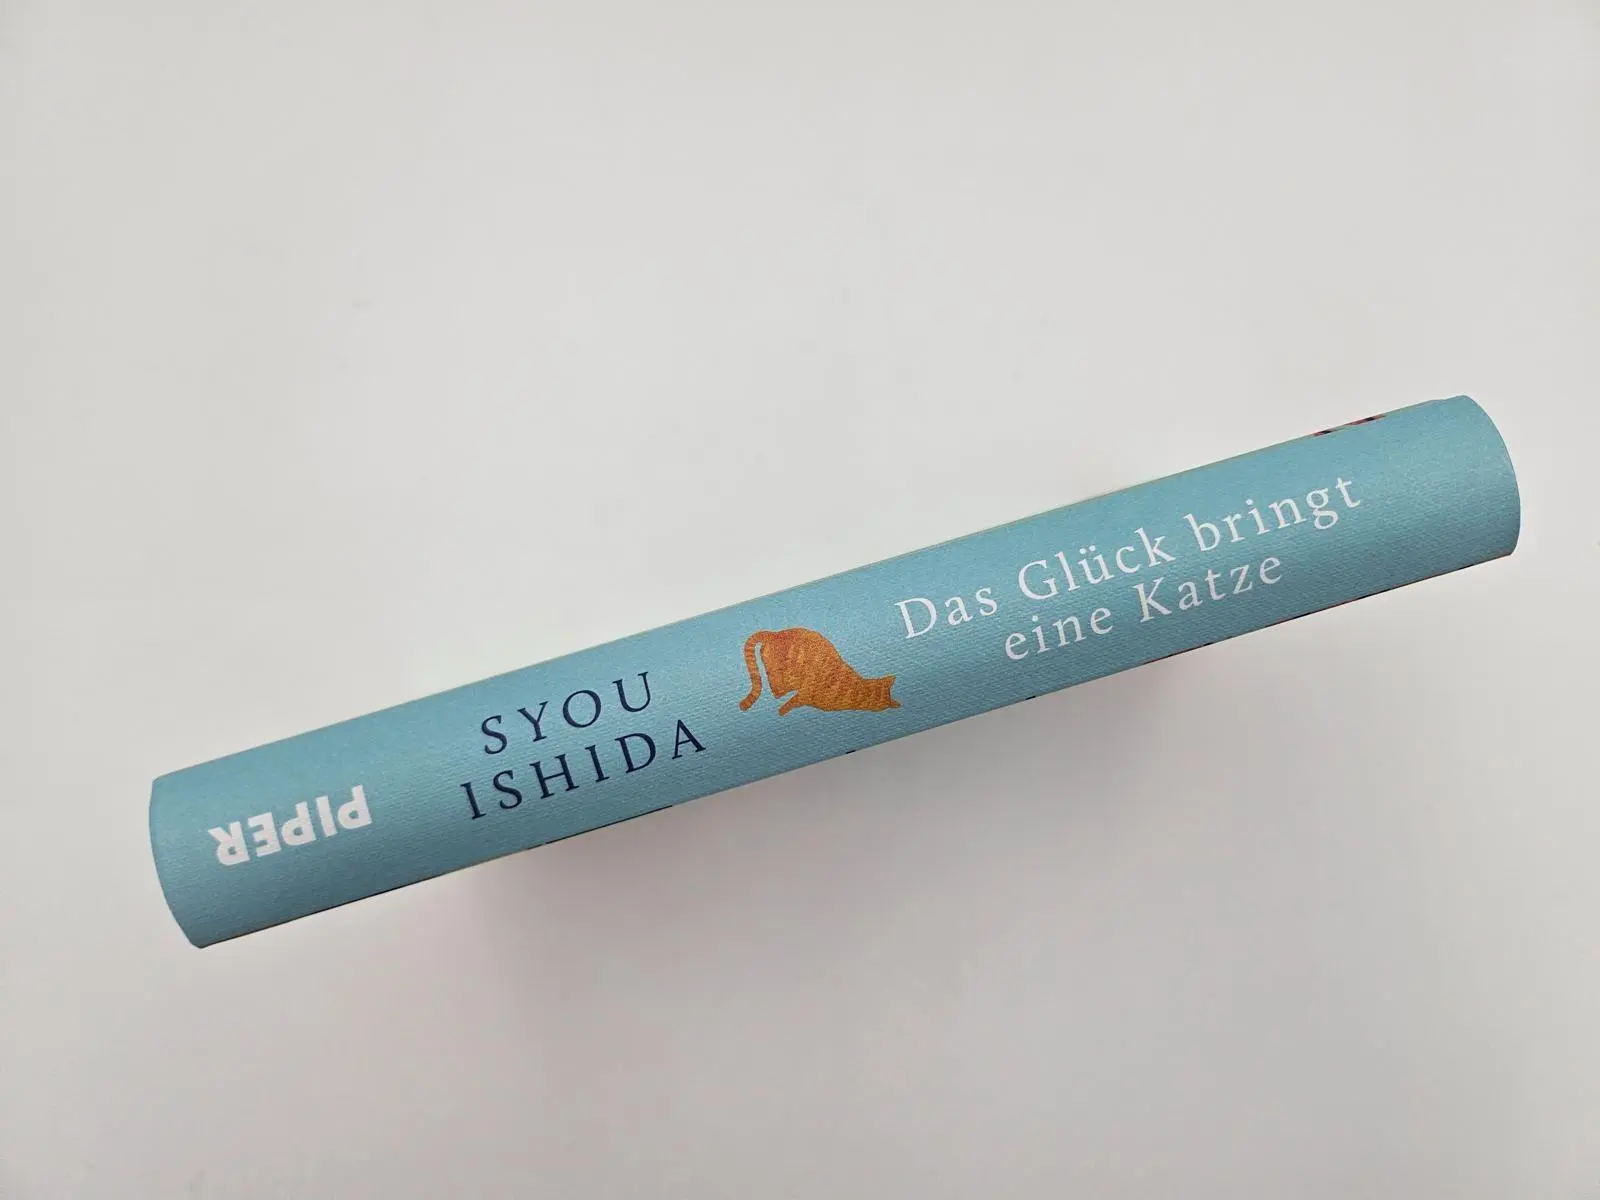 SYOU
ISHIDA
Das Glück bringt
eine Katze
PIPER